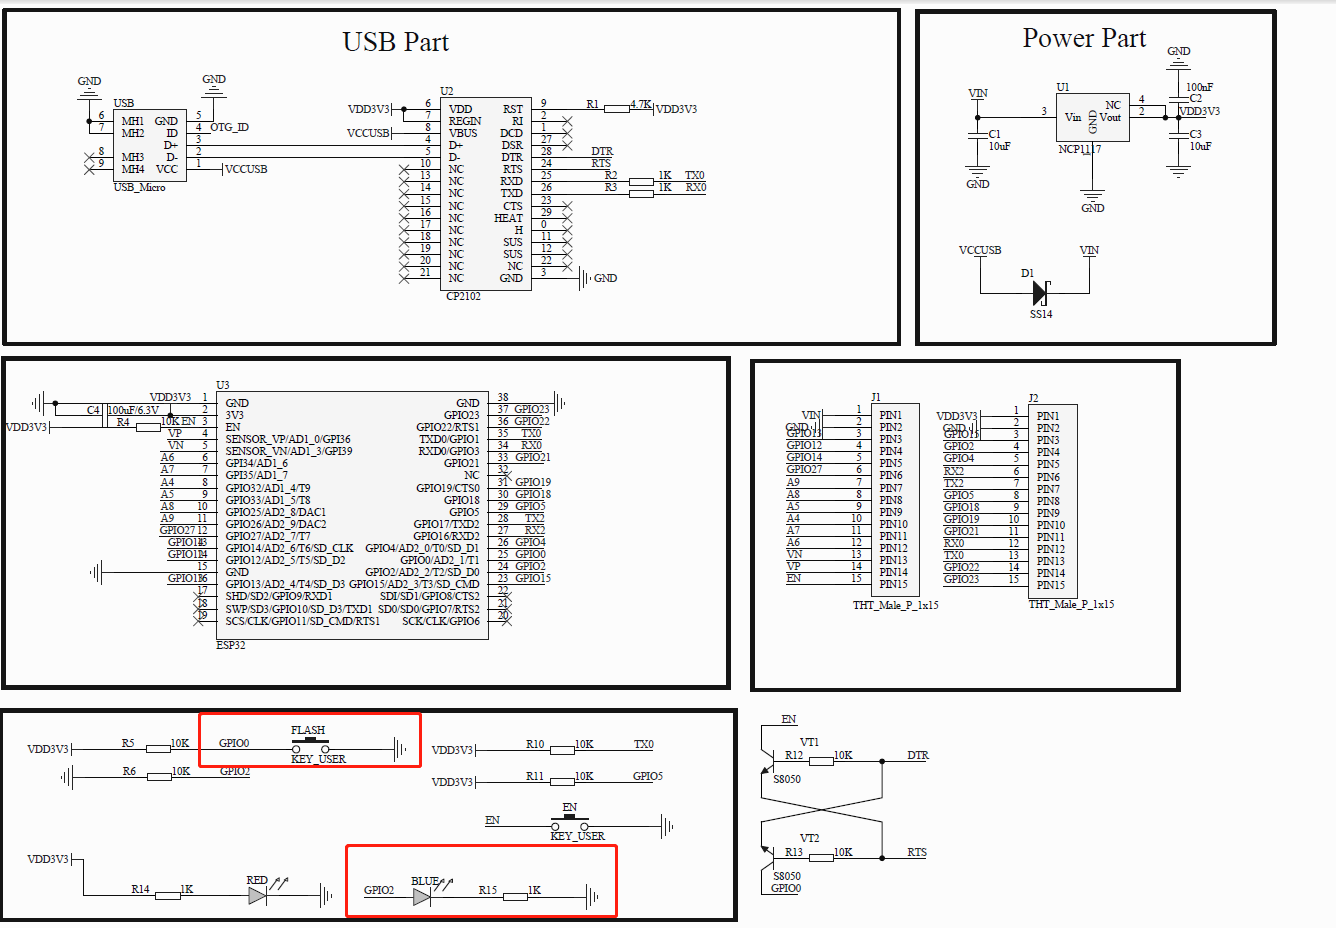 USB Part
GND
GND
USB
6 MH1 GND 5
7 MH2 ID 4 OTG_ID
D+ 3
8 MH3 D- 2
9 MH4 VCC 1 VCCUSB
USB_Micro
U2
VDD3V3 6 VDD RST 9 R1 4.7K VDD3V3
7 REGIN RI 2
VCCUSB 8 VBUS DCD 1
4 D+ DSR 27
5 D- DTR 28 DTR
10 NC RTS 24 RTS
13 NC RXD 25 R2 1K TX0
14 NC TXD 26 R3 1K RX0
15 NC CTS 23
16 NC HEAT 29
17 NC H 0
18 NC SUS 11
19 NC SUS 12
20 NC NC 22
21 NC GND 3 GND
CP2102
Power Part
GND
VIN
U1
100nF
C2
NC 4
3 Vin GND Vout 2 VDD3V3
C1
10uF
NCP1117
C3
10uF
GND
GND
VCCUSB
VIN
D1
SS14
U3
VDD3V3 1 GND GND 38
C4 100uF/6.3V 2 3V3 GPIO23 37 GPIO23
VDD3V3 R4 10K EN 3 EN GPIO22/RTS1 36 GPIO22
VP 4 SENSOR_VP/AD1_0/GPI36 TXD0/GPIO1 35 TX0
VN 5 SENSOR_VN/AD1_3/GPI39 RXD0/GPIO3 34 RX0
A6 6 GPI34/AD1_6 GPIO21 33 GPIO21
A7 7 GPI35/AD1_7 NC 32
A4 8 GPIO32/AD1_4/T9 GPIO19/CTS0 31 GPIO19
A5 9 GPIO33/AD1_5/T8 GPIO18 30 GPIO18
A8 10 GPIO25/AD2_8/DAC1 GPIO5 29 GPIO5
A9 11 GPIO26/AD2_9/DAC2 GPIO17/TXD2 28 TX2
GPIO27 12 GPIO27/AD2_7/T7 GPIO16/RXD2 27 RX2
GPIO14 13 GPIO14/AD2_6/T6/SD_CLK GPIO4/AD2_0/T0/SD_D1 26 GPIO4
GPIO12 14 GPIO12/AD2_5/T5/SD_D2 GPIO0/AD2_1/T1 25 GPIO0
15 GND GPIO2/AD2_2/T2/SD_D0 24 GPIO2
GPIO13 16 GPIO13/AD2_4/T4/SD_D3 GPIO15/AD2_3/T3/SD_CMD 23 GPIO15
17 SHD/SD2/GPIO9/RXD1 SDI/SD1/GPIO8/CTS2 22
18 SWP/SD3/GPIO10/SD_D3/TXD1 SD0/SD0/GPIO7/RTS2 21
19 SCS/CLK/GPIO11/SD_CMD/RTS1 SCK/CLK/GPIO6 20
ESP32
J1
VIN 1 PIN1
GND 2 PIN2
GPIO13 3 PIN3
GPIO12 4 PIN4
GPIO14 5 PIN5
GPIO27 6 PIN6
A9 7 PIN7
A8 8 PIN8
A5 9 PIN9
A4 10 PIN10
A7 11 PIN11
A6 12 PIN12
VN 13 PIN13
VP 14 PIN14
EN 15 PIN15
THT_Male_P_1x15
J2
VDD3V3 1 PIN1
GND 2 PIN2
GPIO15 3 PIN3
GPIO2 4 PIN4
GPIO4 5 PIN5
RX2 6 PIN6
TX2 7 PIN7
GPIO5 8 PIN8
GPIO18 9 PIN9
GPIO19 10 PIN10
GPIO21 11 PIN11
RX0 12 PIN12
TX0 13 PIN13
GPIO22 14 PIN14
GPIO23 15 PIN15
THT_Male_P_1x15
FLASH
VDD3V3 R5 10K GPIO0
KEY_USER
R6 10K GPIO2
VDD3V3 R10 10K TX0
VDD3V3 R11 10K GPIO5
EN
EN
KEY_USER
VDD3V3
R14 1K RED
GPIO2 BLUE R15 1K
EN
VT1
R12 10K DTR
S8050
VT2
R13 10K RTS
S8050
GPIO0